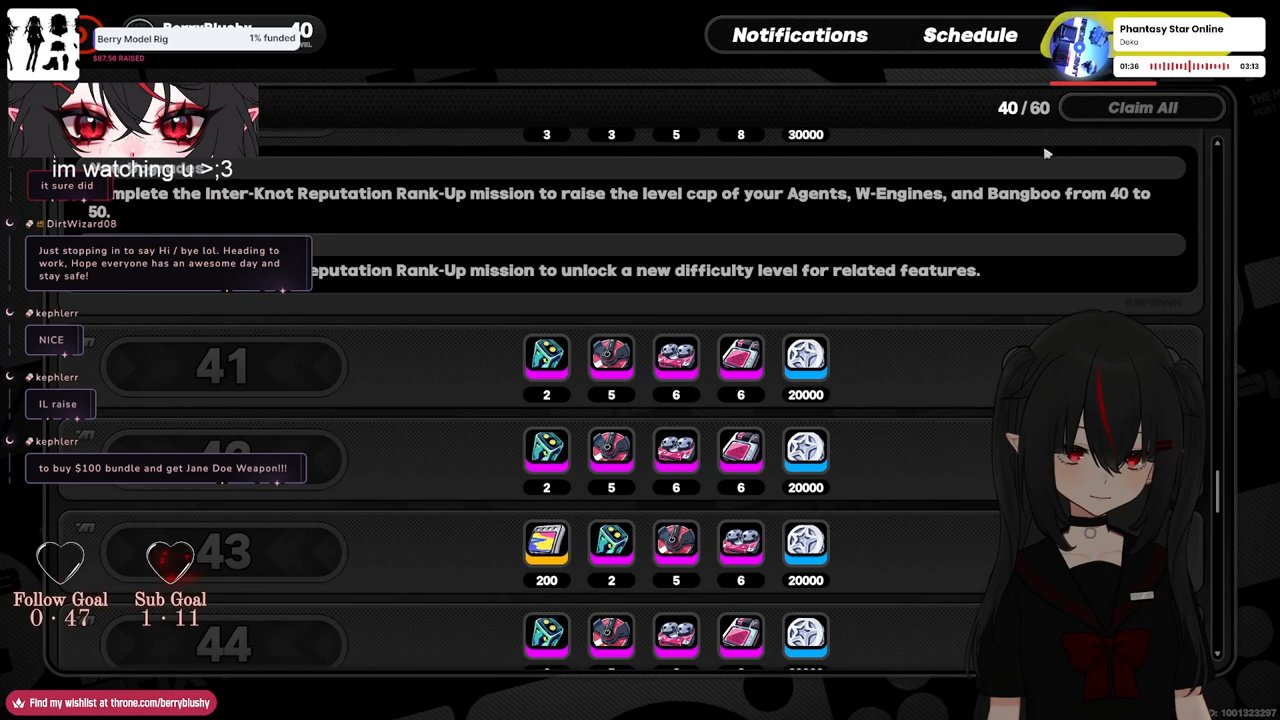 BerryBlushy
40
Berry Model Rig
1% funded
$87.56 RAISED
Notifications
Schedule
Phantasy Star Online
Deko
01:36
03:13
40 / 60
Claim All
3
3
5
8
30000
im watching u >;3
it sure did
mplete the Inter-Knot Reputation Rank-Up mission to raise the level cap of your Agents, W-Engines, and Bangboo from 40 to
50.
DirtWizard08
Just stopping in to say Hi / bye lol. Heading to
work, Hope everyone has an awesome day and
stay safe!
eputation Rank-Up mission to unlock a new difficulty level for related features.
kephlerr
NICE
41
2
5
6
6
20000
kephlerr
IL raise
kephlerr
to buy $100 bundle and get Jane Doe Weapon!!!
2
5
6
6
20000
43
200
2
5
6
20000
Follow Goal
0 · 47
Sub Goal
1 · 11
44
Find my wishlist at throne.com/berryblushy
ID: 1001323297